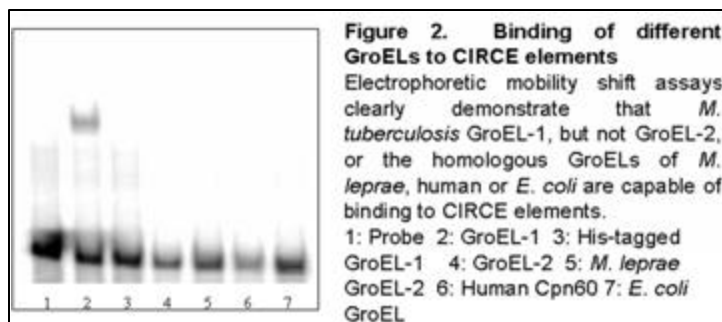 Figure 2. Binding of different
GroELs to CIRCE elements
Electrophoretic mobility shift assays
clearly demonstrate that M.
tuberculosis GroEL-1, but not GroEL-2,
or the homologous GroELs of M.
leprae, human or E. coli are capable of
binding to CIRCE elements.
1: Probe 2: GroEL-1 3: His-tagged
GroEL-1 4: GroEL-2 5: M. leprae
GroEL-2 6: Human Cpn60 7: E. coli
GroEL
1 2 3 4 5 6 7